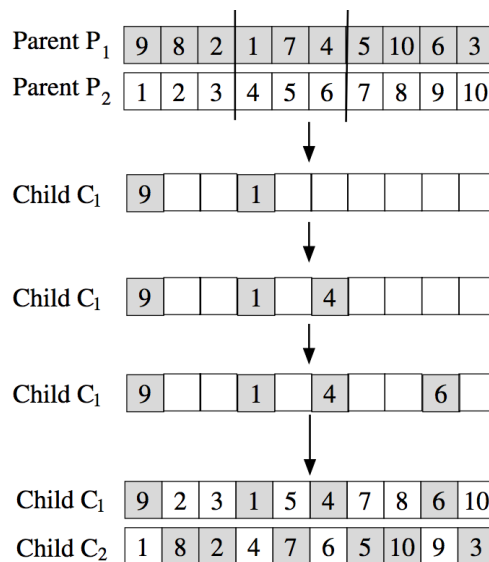 Parent P1 9 8 2 1 7 4 5 10 6 3
Parent P2 1 2 3 4 5 6 7 8 9 10
Child C1 9 1
Child C1 9 1 4
Child C1 9 1 4 6
Child C1 9 2 3 1 5 4 7 8 6 10
Child C2 1 8 2 4 7 6 5 10 9 3